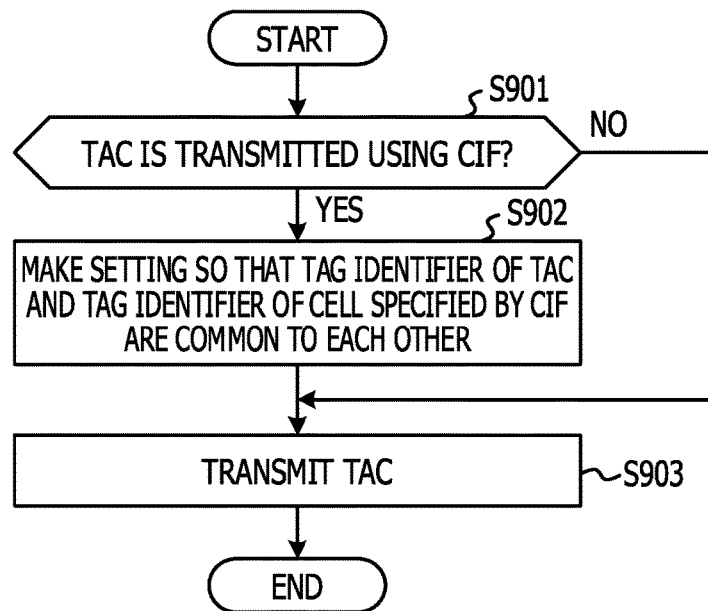 START
S901
TAC IS TRANSMITTED USING CIF?
NO
YES
S902
MAKE SETTING SO THAT TAG IDENTIFIER OF TAC
AND TAG IDENTIFIER OF CELL SPECIFIED BY CIF
ARE COMMON TO EACH OTHER
TRANSMIT TAC
S903
END